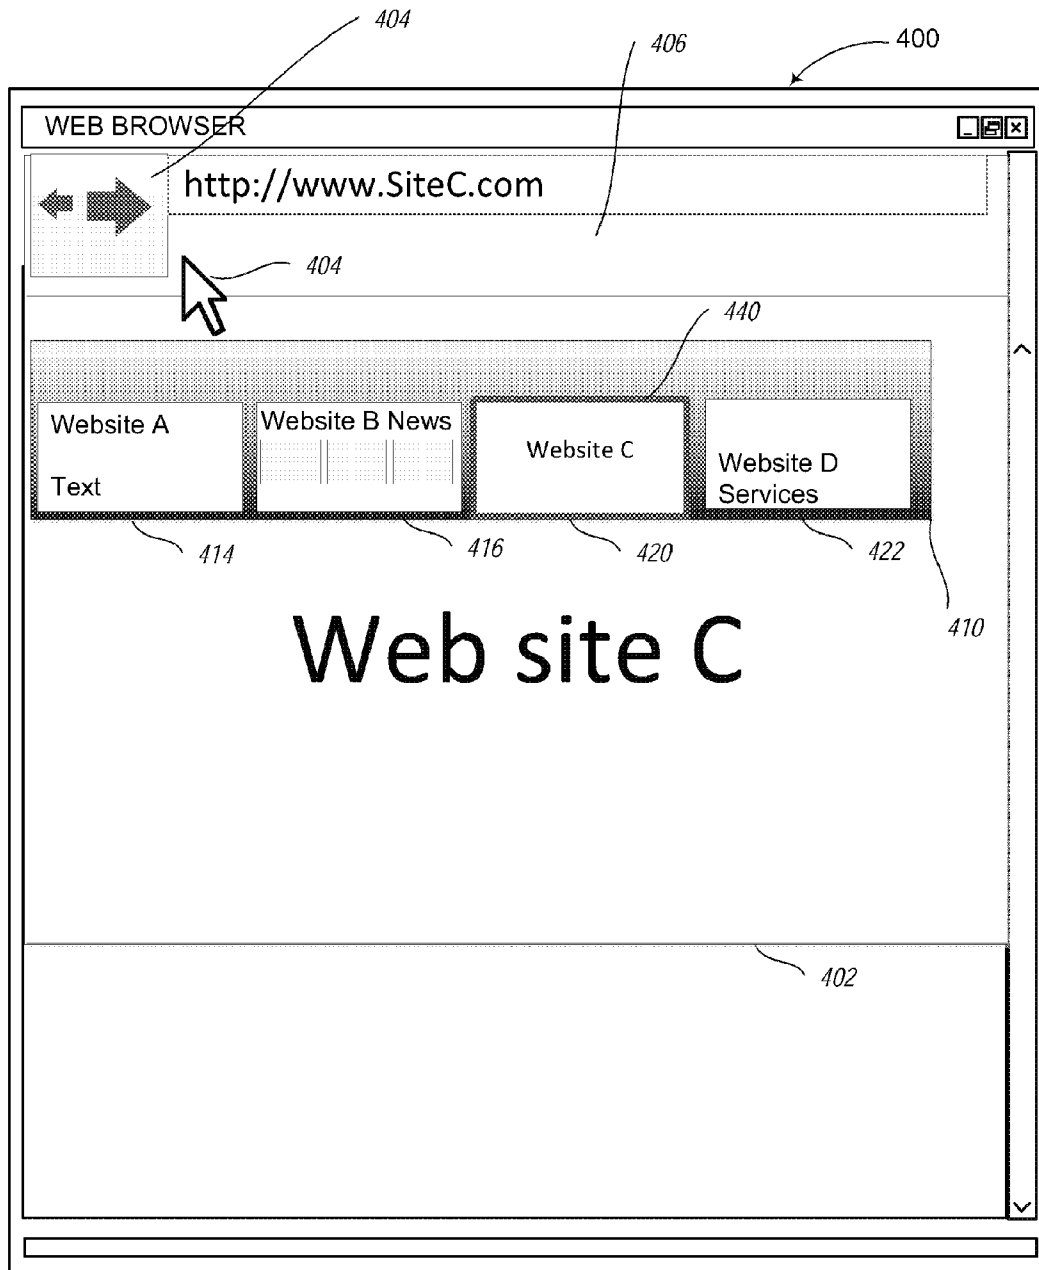 404
406
400
WEB BROWSER
http://www.SiteC.com
404
440
Website A
Text
Website B News
Website C
Website D
Services
414
416
420
422
410
Web site C
402